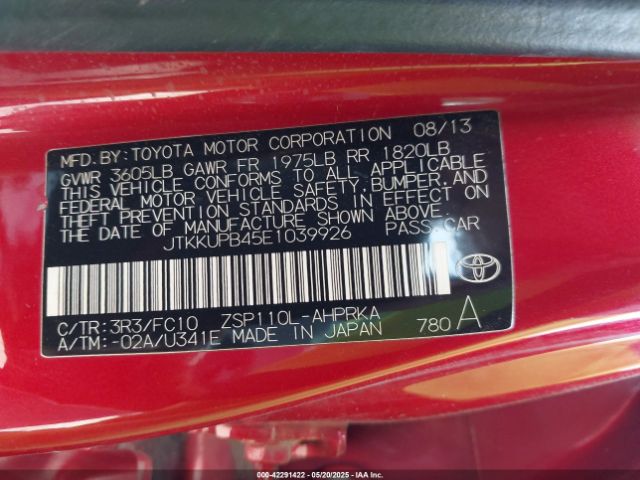 MFD.BY:TOYOTA MOTOR CORPORATION 08/13
GVWR 3605LB GAWR FR 1975LB RR 1820LB
THIS VEHICLE CONFORMS TO ALL APPLICABLE
FEDERAL MOTOR VEHICLE SAFETY, BUMPER, AND
THEFT PREVENTION STANDARDS IN EFFECT ON
THE DATE OF MANUFACTURE SHOWN ABOVE.
JTKKUPB45E1039926 PASS.CAR
C/TR:3R3/FC10 ZSP110L-AHPRKA
A/TM:-02A/U341E MADE IN JAPAN 780 A
© 42291422 — 05/20/2025 — IAAI.COM